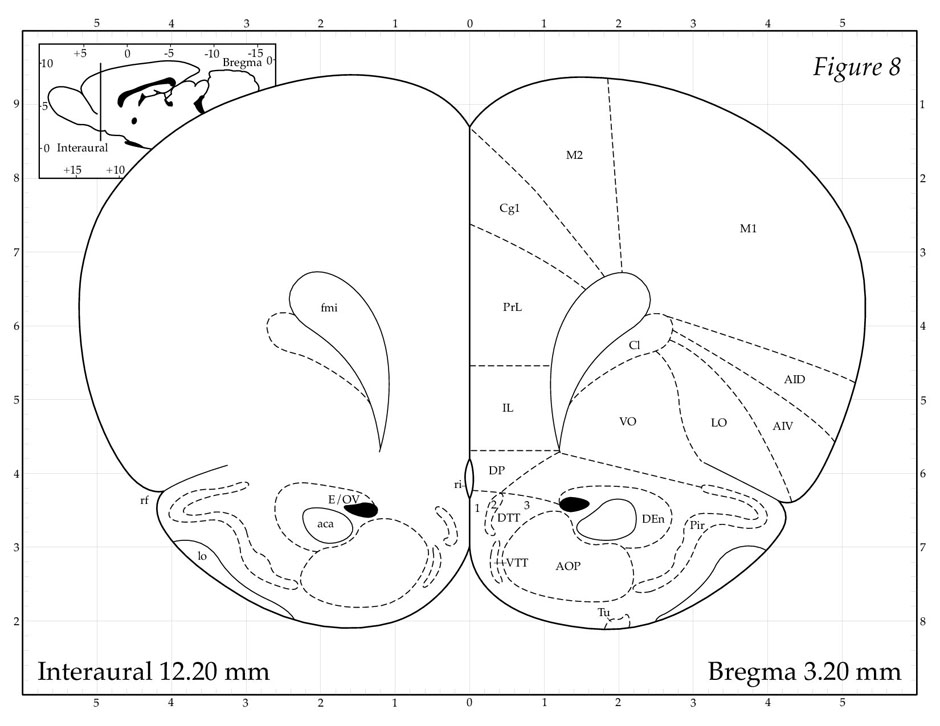 5 4 3 2 1 0 1 2 3 4 5
+5 0 -5 -10 -15
Bregma 0
10
5
0 Interaural
+15 +10
Figure 8
9 1
8 2
7 3
6 4
5 5
4 6
3 7
2 8
M2
Cg1
M1
fmi
PrL
Cl
AID
IL
VO
LO
AIV
DP
ri
rf
E/OV
1 2 3
aca
DTT
DEn
Pir
lo
VTT
AOP
Tu
Interaural 12.20 mm
Bregma 3.20 mm
5 4 3 2 1 0 1 2 3 4 5